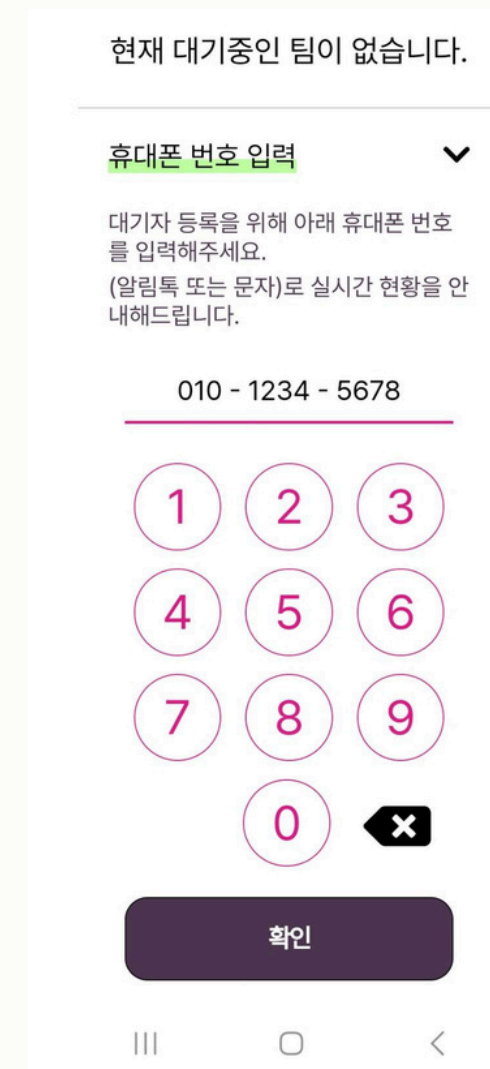 현재 대기중인 팀이 없습니다.
휴대폰 번호 입력
대기자 등록을 위해 아래 휴대폰 번호
를 입력해주세요.
(알림톡 또는 문자)로 실시간 현황을 안
내해드립니다.
010 - 1234 - 5678
1 2 3
4 5 6
7 8 9
0
확인